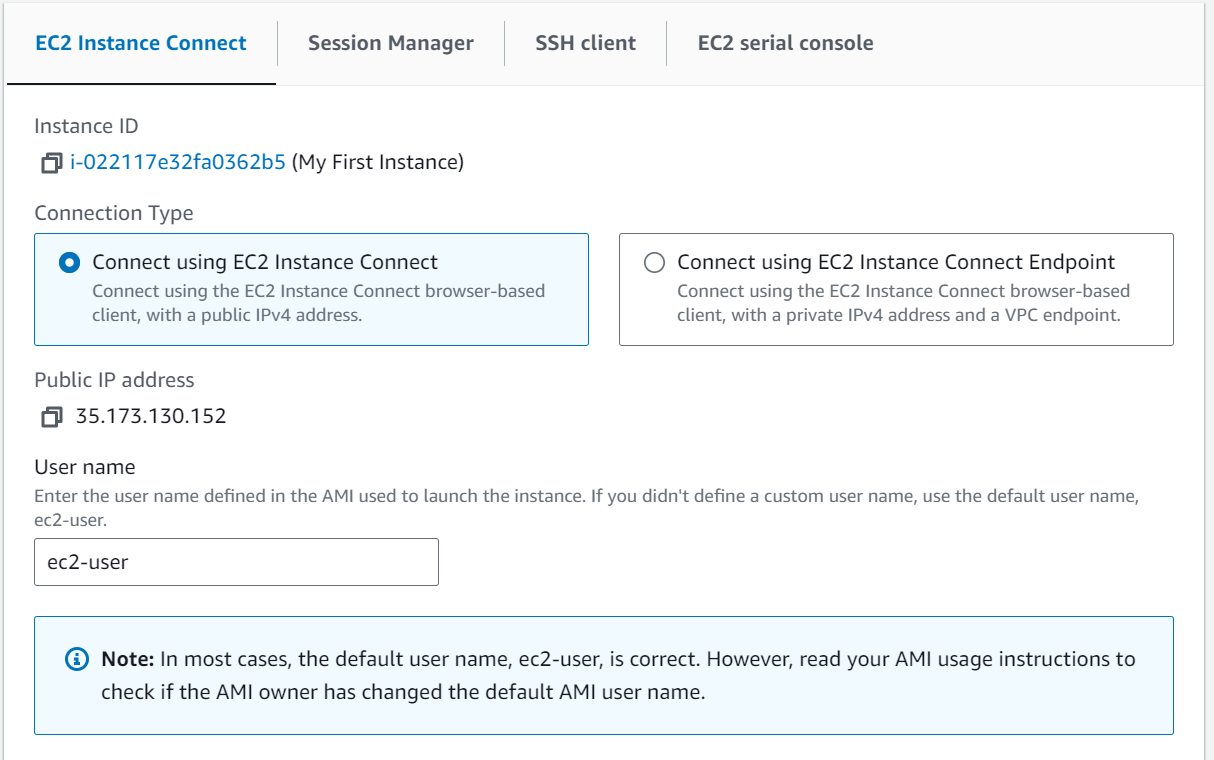 EC2 Instance Connect
Session Manager
SSH client
EC2 serial console
Instance ID
i-022117e32fa0362b5 (My First Instance)
Connection Type
Connect using EC2 Instance Connect
Connect using the EC2 Instance Connect browser-based
client, with a public IPv4 address.
Connect using EC2 Instance Connect Endpoint
Connect using the EC2 Instance Connect browser-based
client, with a private IPv4 address and a VPC endpoint.
Public IP address
35.173.130.152
User name
Enter the user name defined in the AMI used to launch the instance. If you didn't define a custom user name, use the default user name,
ec2-user.
ec2-user
Note: In most cases, the default user name, ec2-user, is correct. However, read your AMI usage instructions to
check if the AMI owner has changed the default AMI user name.